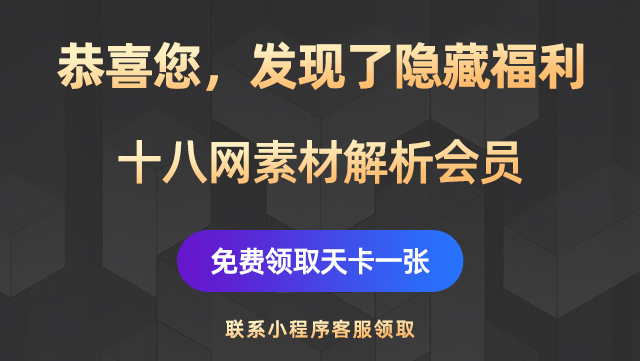 恭喜您，发现了隐藏福利
十八网素材解析会员
免费领取天卡一张
联系小程序客服领取